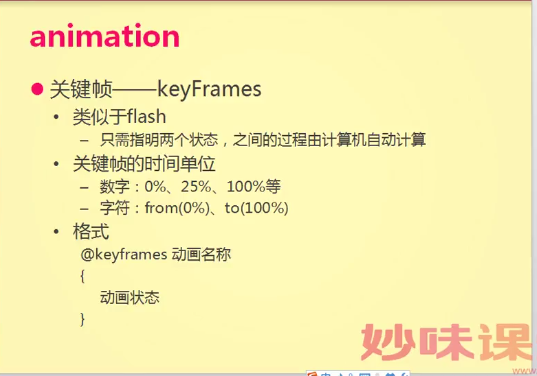 animation
关键帧——keyFrames
类似于flash
– 只需指明两个状态，之间的过程由计算机自动计算
关键帧的时间单位
– 数字：0%、25%、100%等
– 字符：from(0%)、to(100%)
格式
@keyframes 动画名称
{
动画状态
}
妙味课
www